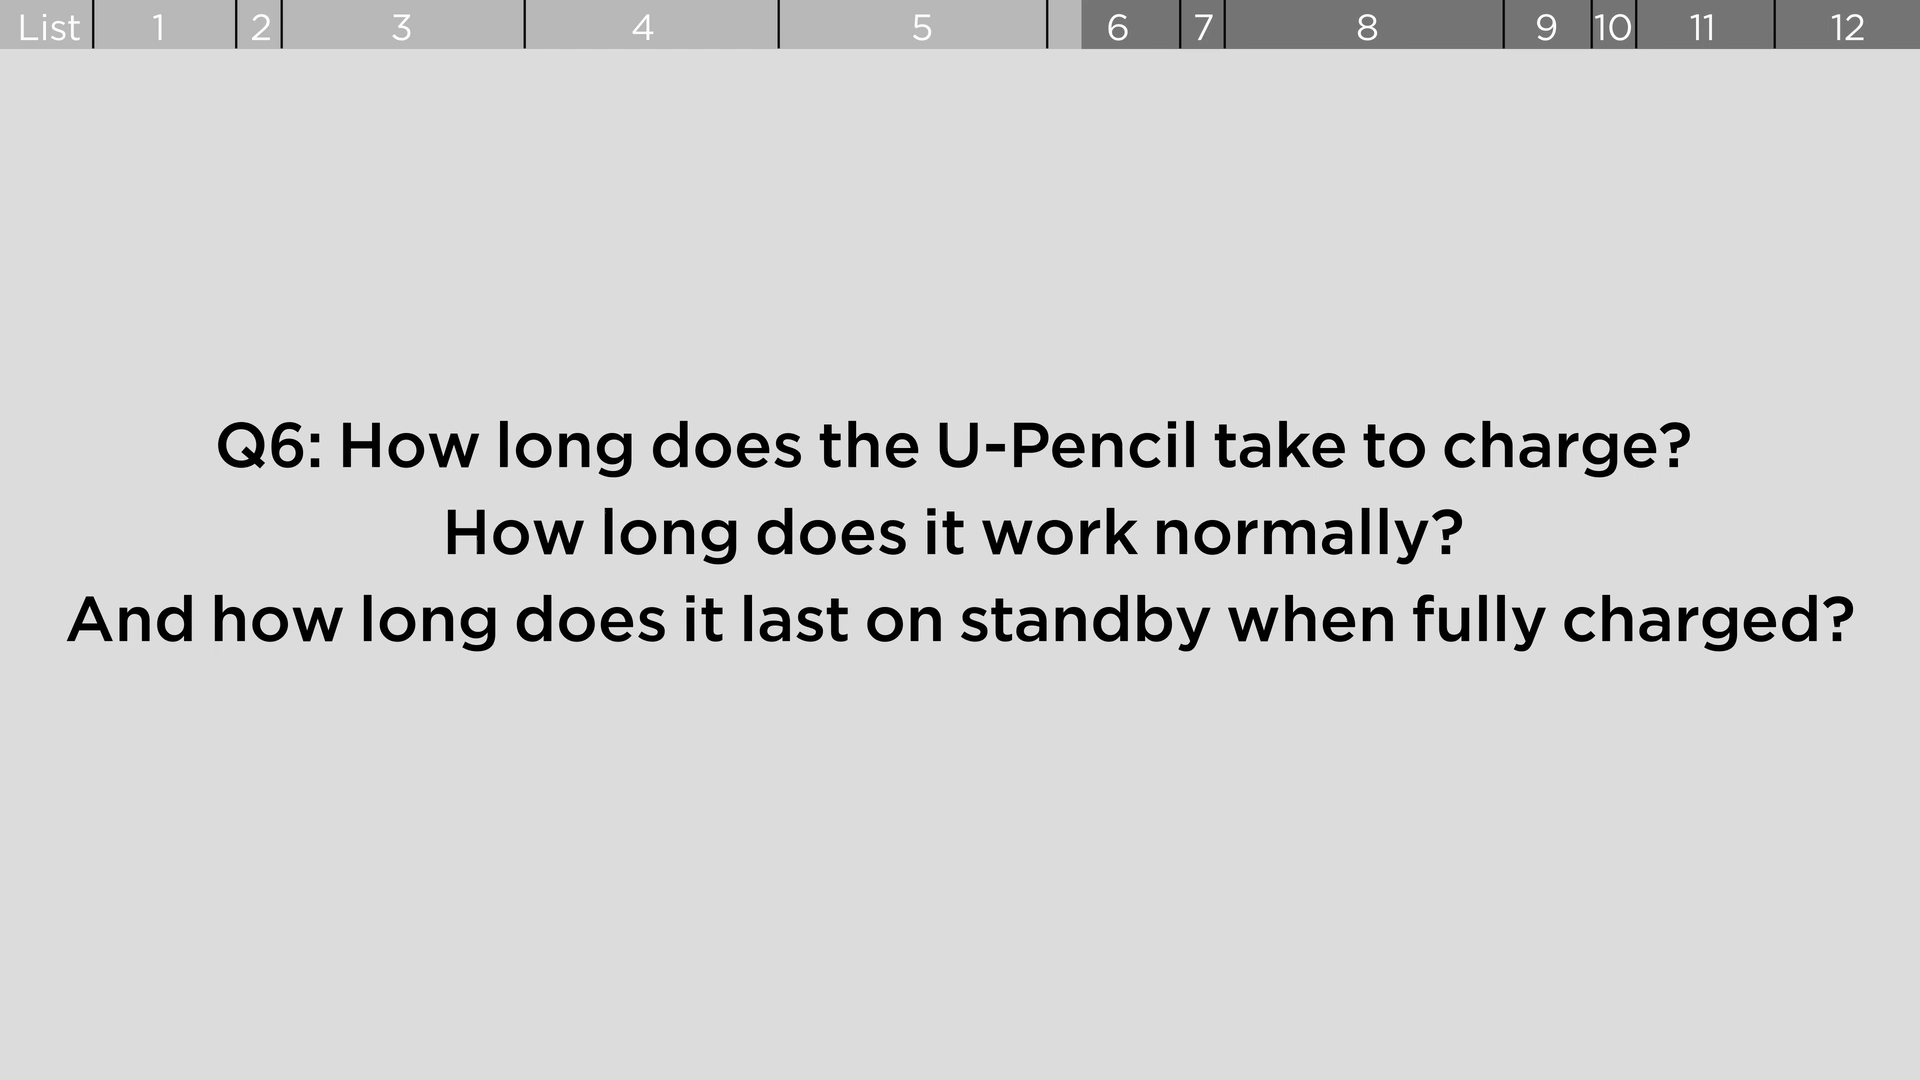 List 1 2 3 4 5 6 7 8 9 10 11 12
Q6: How long does the U-Pencil take to charge?
How long does it work normally?
And how long does it last on standby when fully charged?